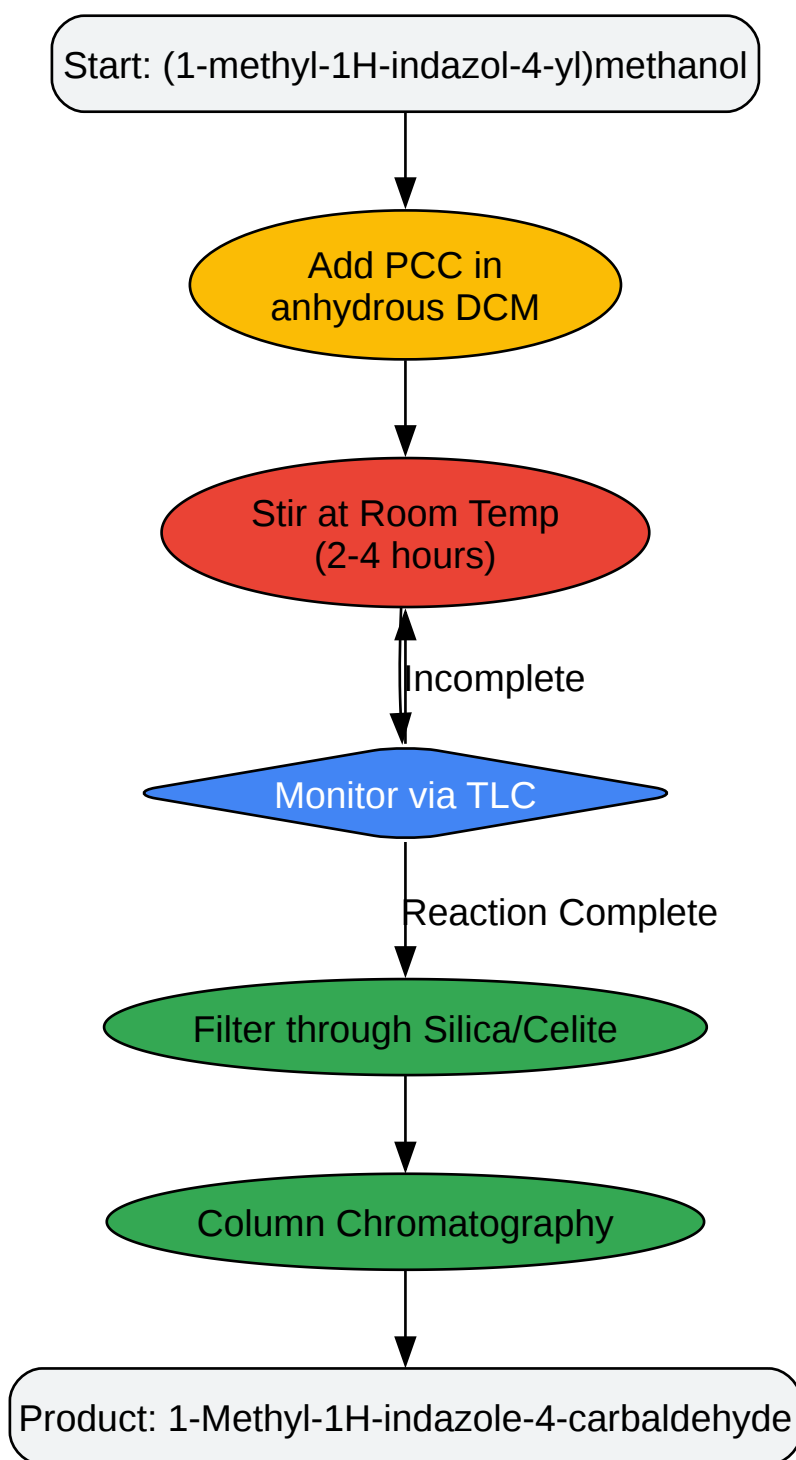 Start: (1-methyl-1H-indazol-4-yl)methanol
Add PCC in
anhydrous DCM
Stir at Room Temp
(2-4 hours)
Incomplete
Monitor via TLC
Reaction Complete
Filter through Silica/Celite
Column Chromatography
Product: 1-Methyl-1H-indazole-4-carbaldehyde